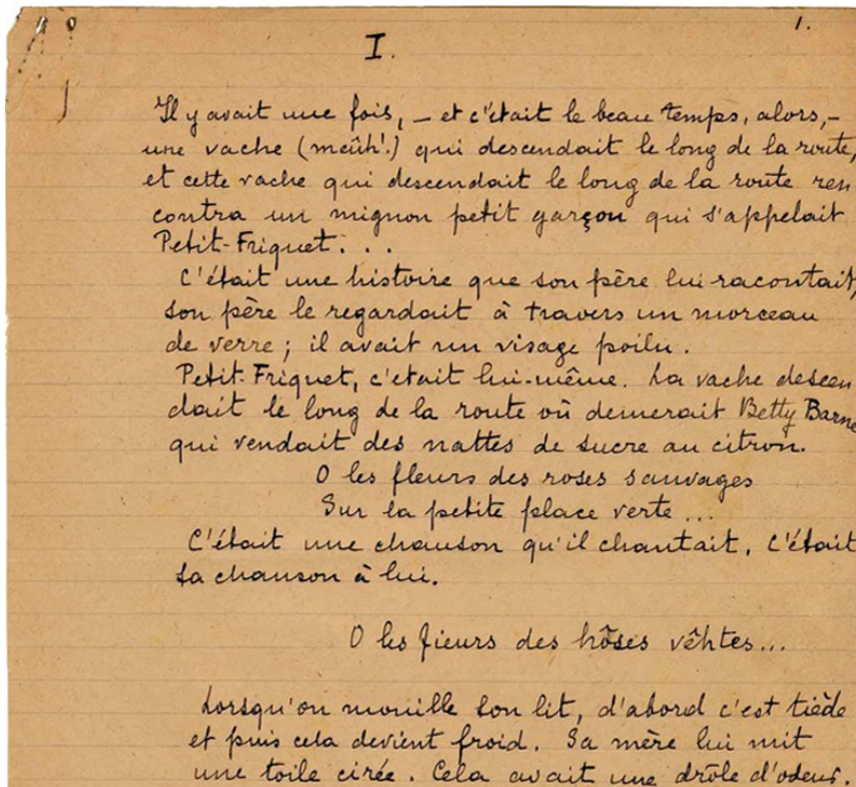 1.
I.
Il y avait une fois, – et c'était le beau temps, alors, –
une vache (meûh!.) qui descendait le long de la route,
et cette vache qui descendait le long de la route ren
contra un mignon petit garçon qui s'appelait
Petit-Friquet . . .
C'était une histoire que son père lui racontait,
son père le regardait à travers un morceau
de verre ; il avait un visage poilu.
Petit-Friquet, c'etait lui-même. La vache descen
dait le long de la route où demerait Betty Barne
qui vendait des nattes de sucre au citron.
O les fleurs des roses sauvages
Sur la petite place verte ...
C'était une chanson qu'il chantait, C'était
sa chanson à lui.
O les fieurs des hôses vêhtes...
Lorsqu'on mouille son lit, d'abord c'est tiède
et puis cela devient froid. Sa mère lui mit
une toile cirée. Cela avait une drôle d'odeur.